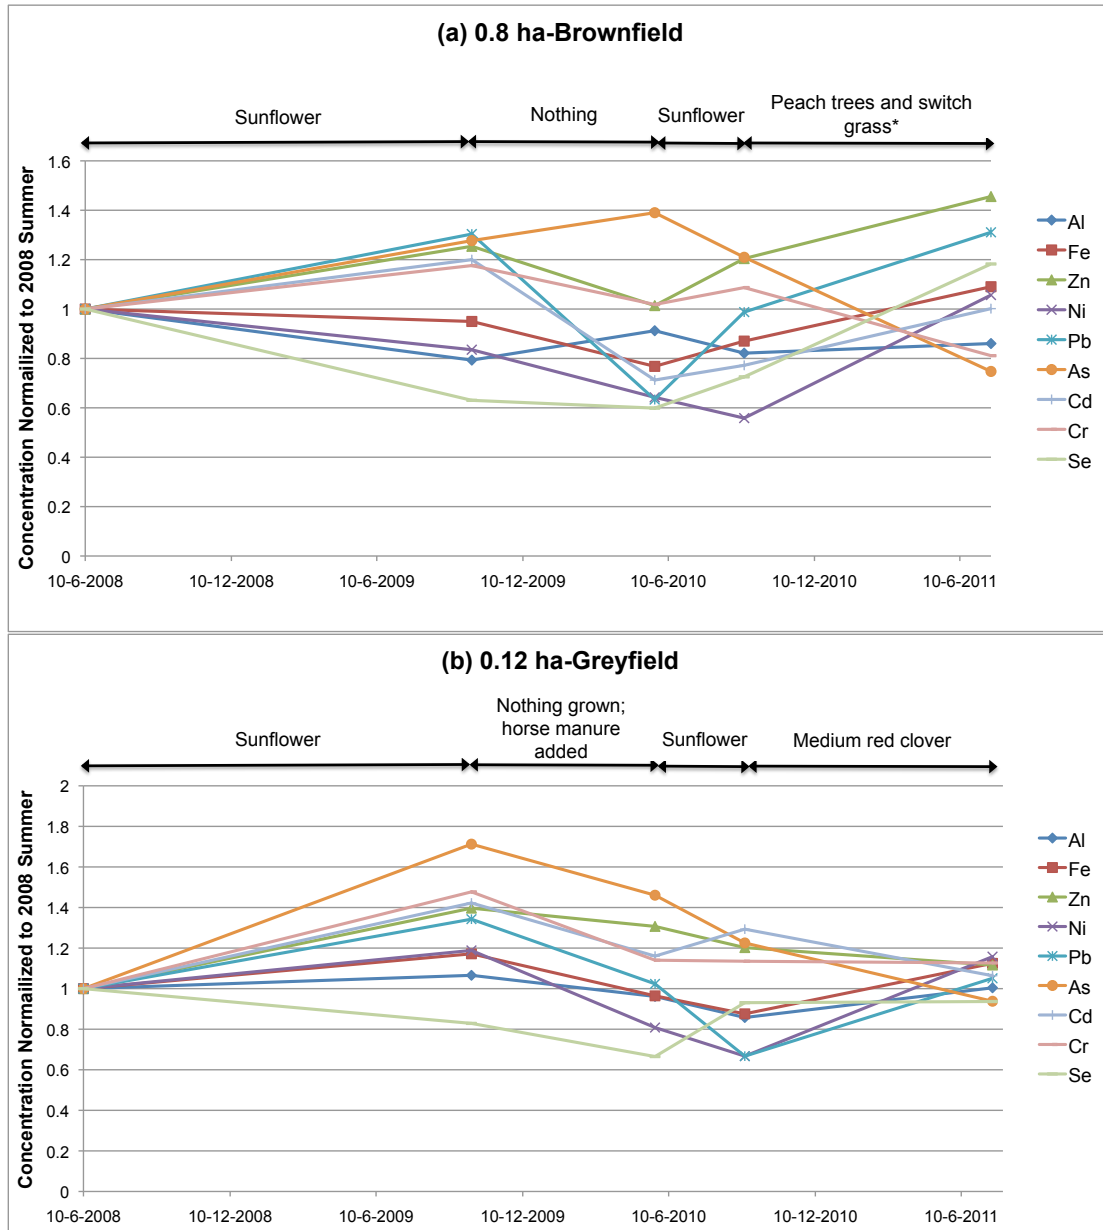 (a) 0.8 ha-Brownfield
Sunflower
Nothing
Sunflower
Peach trees and switch
grass*
Concentration Normailized to 2008 Summer
1.6
1.4
1.2
1
0.8
0.6
0.4
0.2
0
10-6-2008
10-12-2008
10-6-2009
10-12-2009
10-6-2010
10-12-2010
10-6-2011
Al
Fe
Zn
Ni
Pb
As
Cd
Cr
Se
(b) 0.12 ha-Greyfield
Sunflower
Nothing grown;
horse manure
added
Sunflower
Medium red clover
Concentration Normalized to 2008 Summer
2
1.8
1.6
1.4
1.2
1
0.8
0.6
0.4
0.2
0
10-6-2008
10-12-2008
10-6-2009
10-12-2009
10-6-2010
10-12-2010
10-6-2011
Al
Fe
Zn
Ni
Pb
As
Cd
Cr
Se